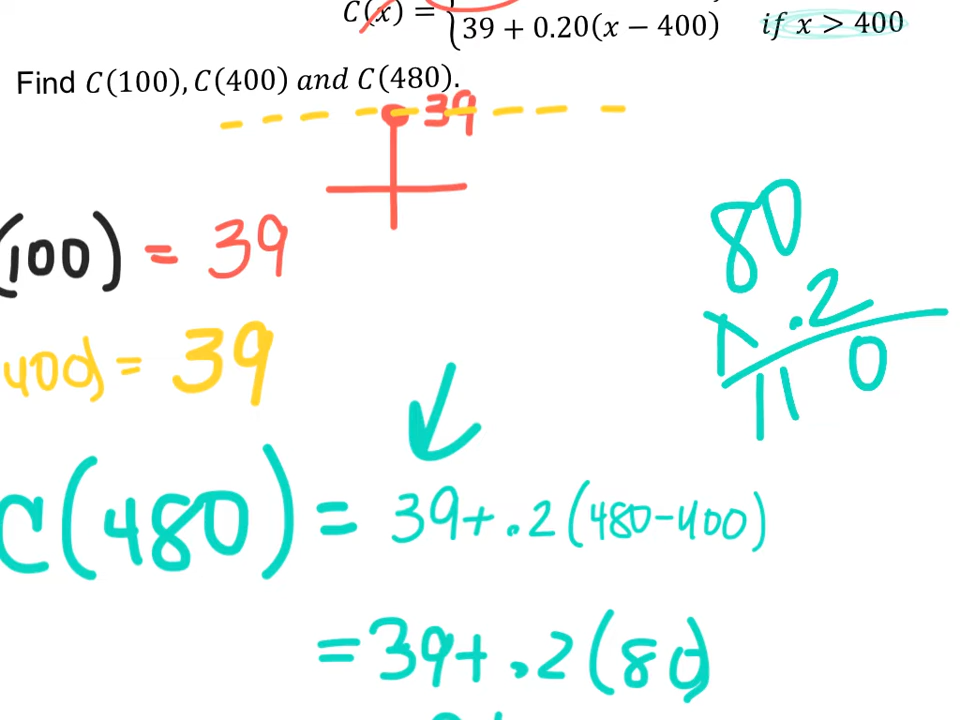 C(x) = {
39 + 0.20(x − 400) if x > 400
Find C(100), C(400) and C(480).
39
(100) = 39
400) = 39
80
.2
0
C(480) = 39+.2(480-400)
=39+.2(80)